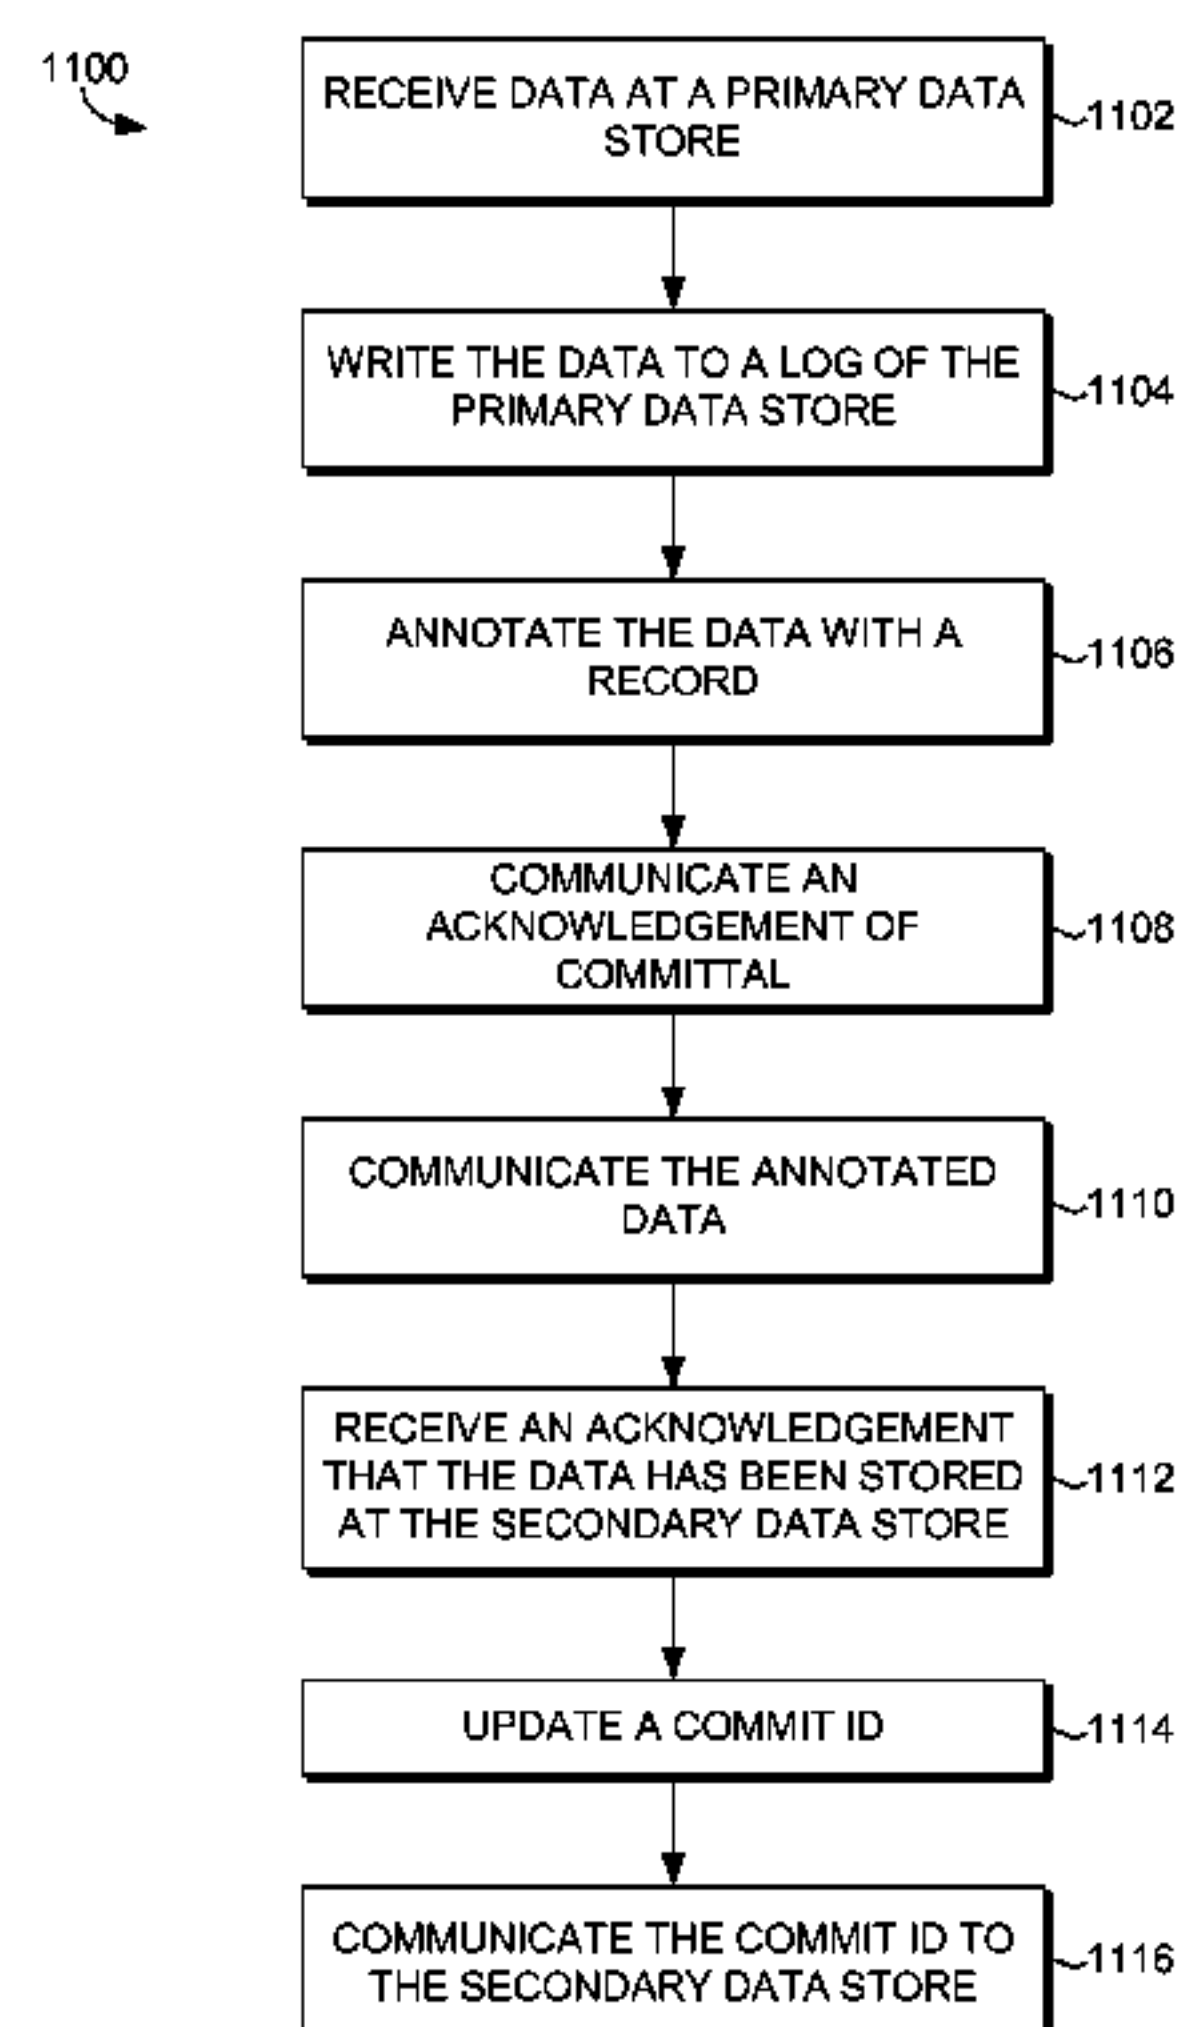 1100
RECEIVE DATA AT A PRIMARY DATA
STORE
1102
WRITE THE DATA TO A LOG OF THE
PRIMARY DATA STORE
1104
ANNOTATE THE DATA WITH A
RECORD
1106
COMMUNICATE AN
ACKNOWLEDGEMENT OF
COMMITTAL
1108
COMMUNICATE THE ANNOTATED
DATA
1110
RECEIVE AN ACKNOWLEDGEMENT
THAT THE DATA HAS BEEN STORED
AT THE SECONDARY DATA STORE
1112
UPDATE A COMMIT ID
1114
COMMUNICATE THE COMMIT ID TO
THE SECONDARY DATA STORE
1116